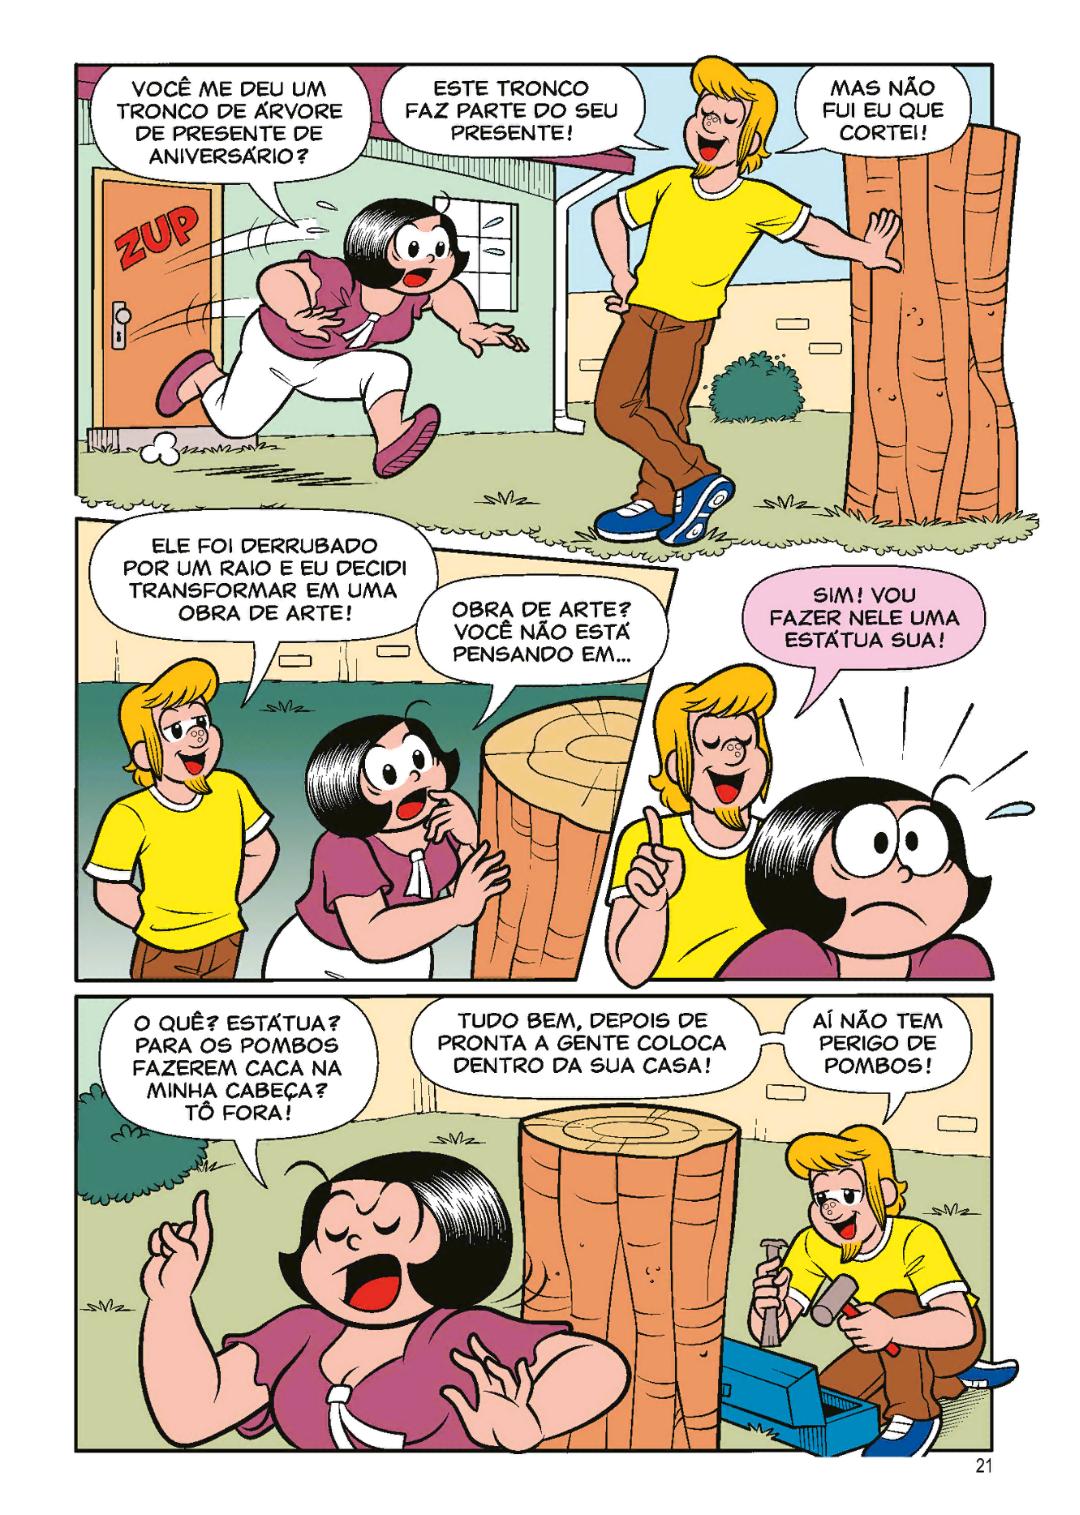 VOCÊ ME DEU UM
TRONCO DE ÁRVORE
DE PRESENTE DE
ANIVERSÁRIO?
ESTE TRONCO
FAZ PARTE DO SEU
PRESENTE!
MAS NÃO
FUI EU QUE
CORTEI!
ZUP
ELE FOI DERRUBADO
POR UM RAIO E EU DECIDI
TRANSFORMAR EM UMA
OBRA DE ARTE!
OBRA DE ARTE?
VOCÊ NÃO ESTÁ
PENSANDO EM...
SIM! VOU
FAZER NELE UMA
ESTÁTUA SUA!
O QUÊ? ESTÁTUA?
PARA OS POMBOS
FAZEREM CACA NA
MINHA CABEÇA?
TÔ FORA!
TUDO BEM, DEPOIS DE
PRONTA A GENTE COLOCA
DENTRO DA SUA CASA!
AÍ NÃO TEM
PERIGO DE
POMBOS!
21